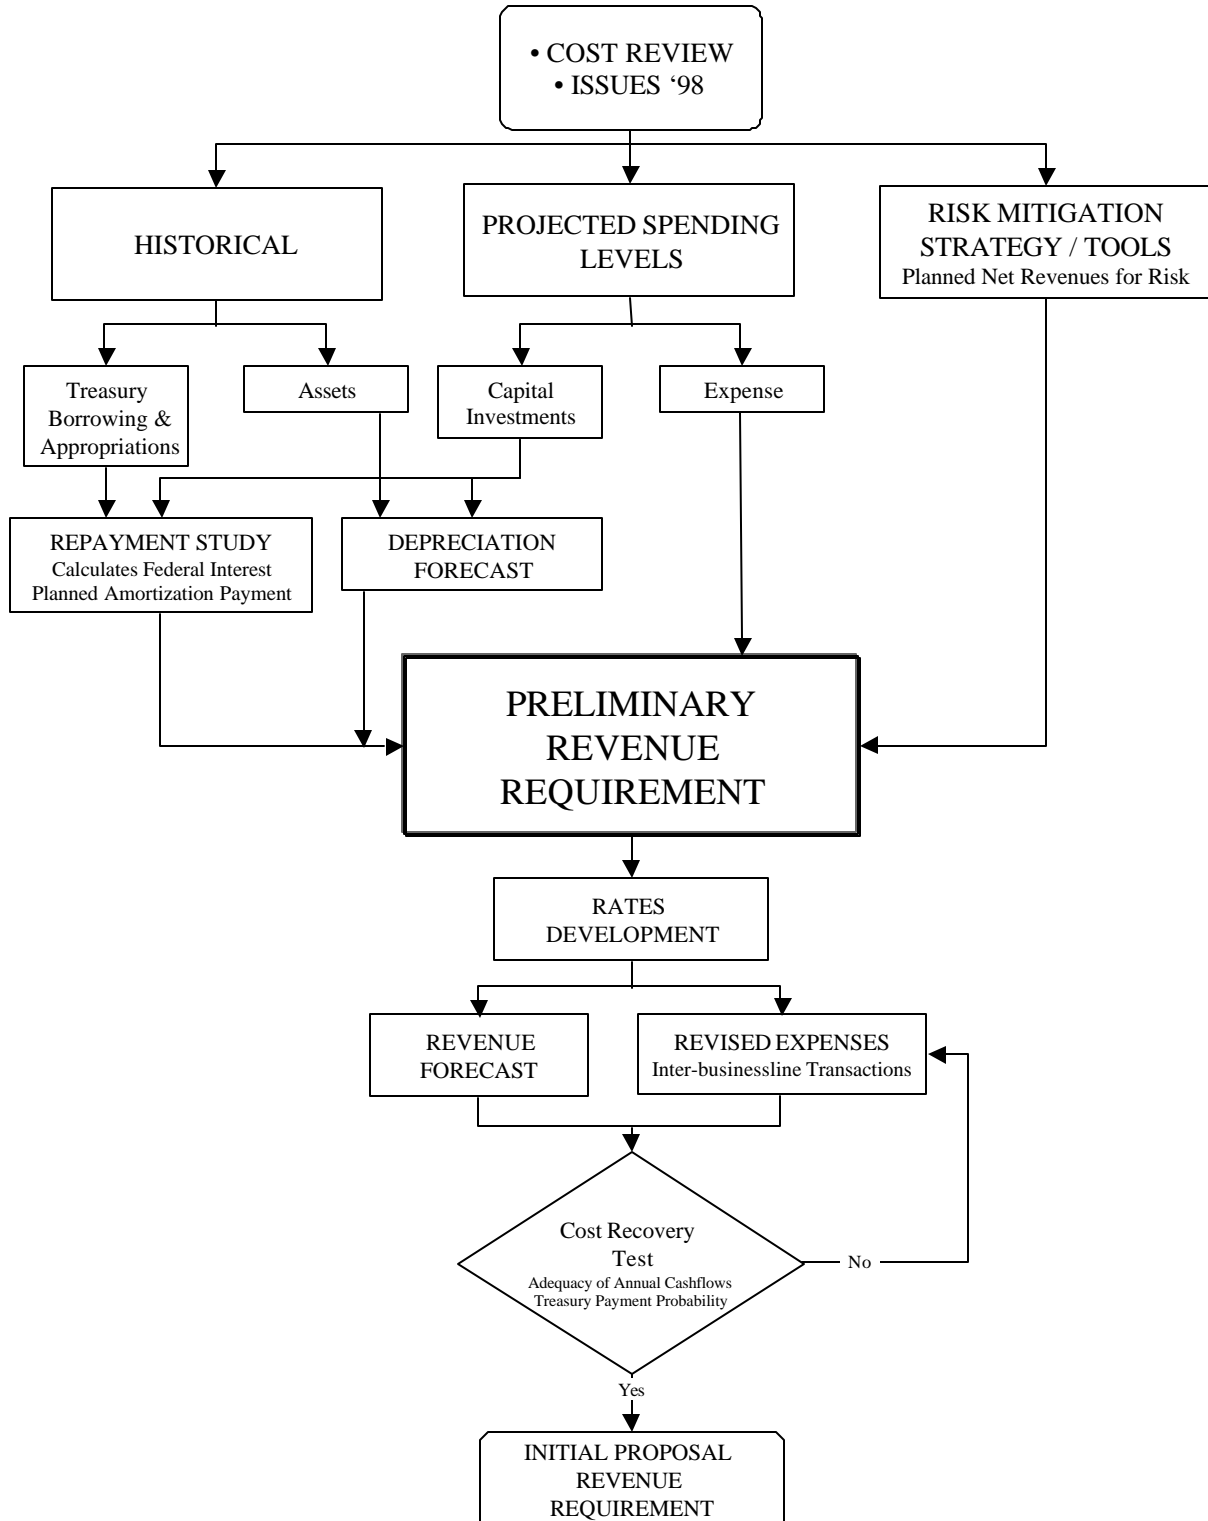 • COST REVIEW
• ISSUES ‘98
HISTORICAL
PROJECTED SPENDING
LEVELS
RISK MITIGATION
STRATEGY / TOOLS
Planned Net Revenues for Risk
Treasury
Borrowing &
Appropriations
Assets
Capital
Investments
Expense
REPAYMENT STUDY
Calculates Federal Interest
Planned Amortization Payment
DEPRECIATION
FORECAST
PRELIMINARY
REVENUE
REQUIREMENT
RATES
DEVELOPMENT
REVENUE
FORECAST
REVISED EXPENSES
Inter-businessline Transactions
Cost Recovery
Test
Adequacy of Annual Cashflows
Treasury Payment Probability
No
Yes
INITIAL PROPOSAL
REVENUE
REQUIREMENT